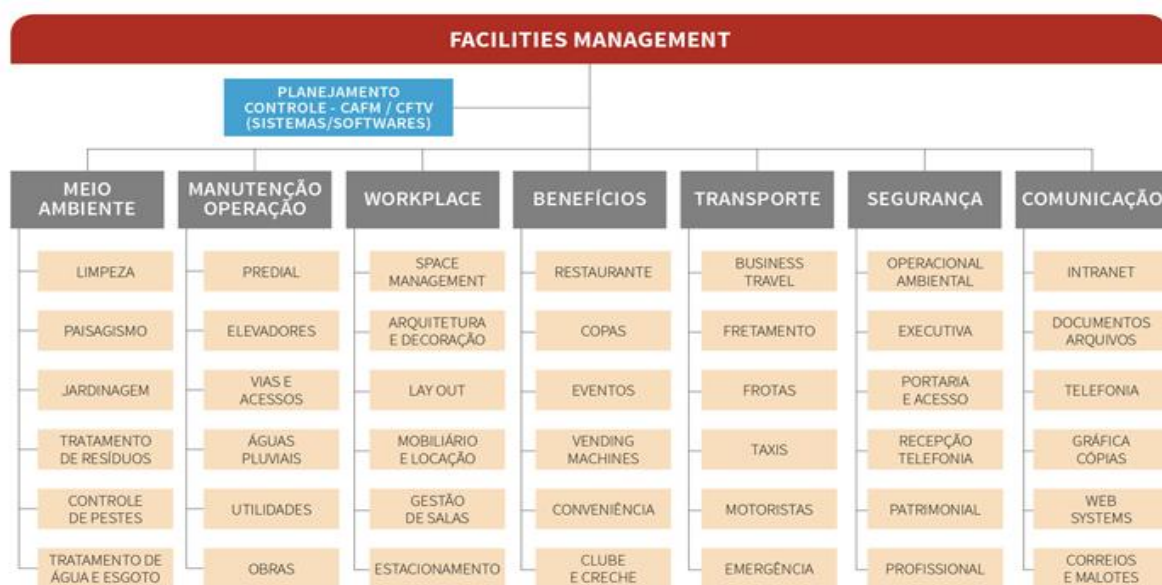 FACILITIES MANAGEMENT
PLANEJAMENTO
CONTROLE - CAFM / CFTV
(SISTEMAS/SOFTWARES)
MEIO
AMBIENTE
LIMPEZA
PAISAGISMO
JARDINAGEM
TRATAMENTO
DE RESÍDUOS
CONTROLE
DE PESTES
TRATAMENTO DE
ÁGUA E ESGOTO
MANUTENÇÃO
OPERAÇÃO
PREDIAL
ELEVADORES
VIAS E
ACESSOS
ÁGUAS
PLUVIAIS
UTILIDADES
OBRAS
WORKPLACE
SPACE
MANAGEMENT
ARQUITETURA
E DECORAÇÃO
LAY OUT
MOBILIÁRIO
E LOCAÇÃO
GESTÃO
DE SALAS
ESTACIONAMENTO
BENEFÍCIOS
RESTAURANTE
COPAS
EVENTOS
VENDING
MACHINES
CONVENIÊNCIA
CLUBE
E CRECHE
TRANSPORTE
BUSINESS
TRAVEL
FRETAMENTO
FROTAS
TAXIS
MOTORISTAS
EMERGÊNCIA
SEGURANÇA
OPERACIONAL
AMBIENTAL
EXECUTIVA
PORTARIA
E ACESSO
RECEPÇÃO
TELEFONIA
PATRIMONIAL
PROFISSIONAL
COMUNICAÇÃO
INTRANET
DOCUMENTOS
ARQUIVOS
TELEFONIA
GRÁFICA
CÓPIAS
WEB
SYSTEMS
CORREIOS
E MALOTES